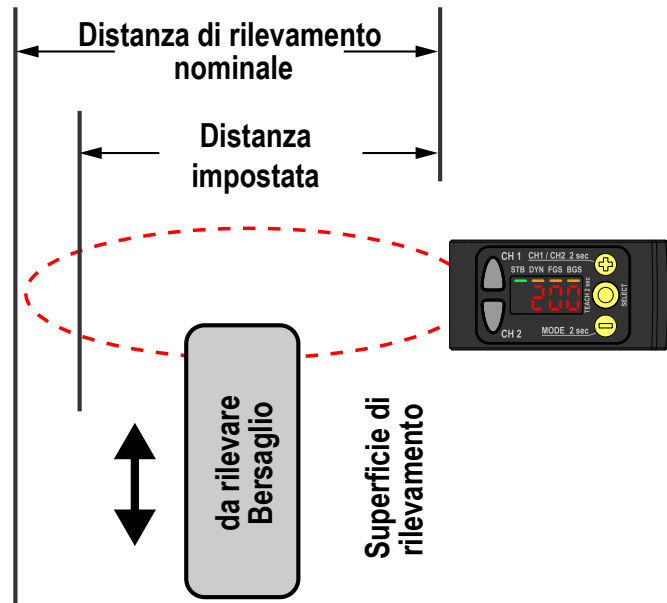 Distanza di rilevamento
nominale
Distanza
impostata
CH 1
CH1 / CH2 2 sec
STB DYN FGS BGS
200
TEACH 2 sec
SELECT
CH 2
MODE 2 sec
da rilevare
Bersaglio
Superficie di
rilevamento